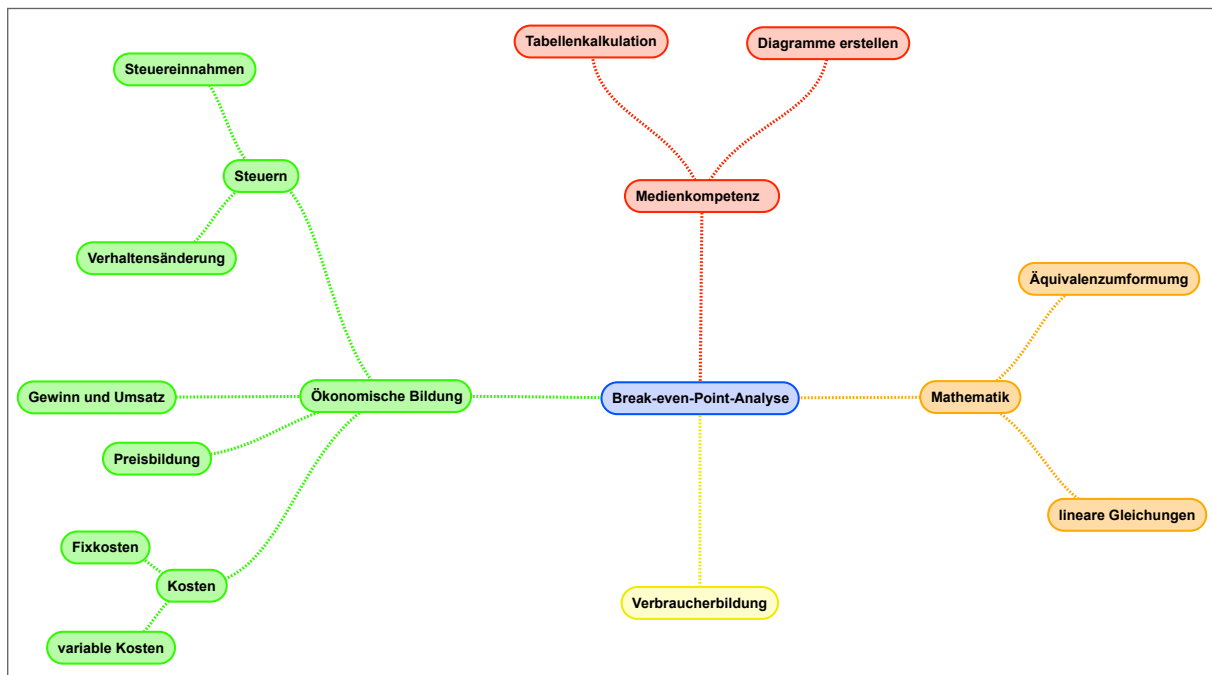 Tabellenkalkulation
Diagramme erstellen
Steuereinnahmen
Steuern
Medienkompetenz
Verhaltensänderung
Äquivalenzumformumg
Gewinn und Umsatz
Ökonomische Bildung
Break-even-Point-Analyse
Mathematik
Preisbildung
lineare Gleichungen
Fixkosten
Kosten
Verbraucherbildung
variable Kosten